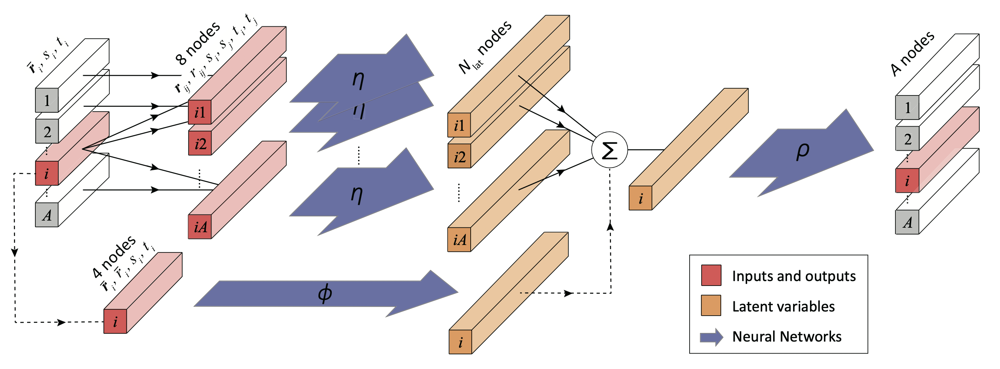 r̄ᵢ, sᵢ, tᵢ
1
2
⋮
i
⋮
A
8 nodes
rᵢⱼ, rᵢⱼ, sᵢ, sⱼ, tᵢ, tⱼ
i1
i2
iA
4 nodes
r̄ᵢ, r̄ᵢ, sᵢ, tᵢ
i
η
η
η
ϕ
N_lat nodes
i1
i2
iA
i
Σ
i
ρ
A nodes
1
2
⋮
i
⋮
A
Inputs and outputs
Latent variables
Neural Networks